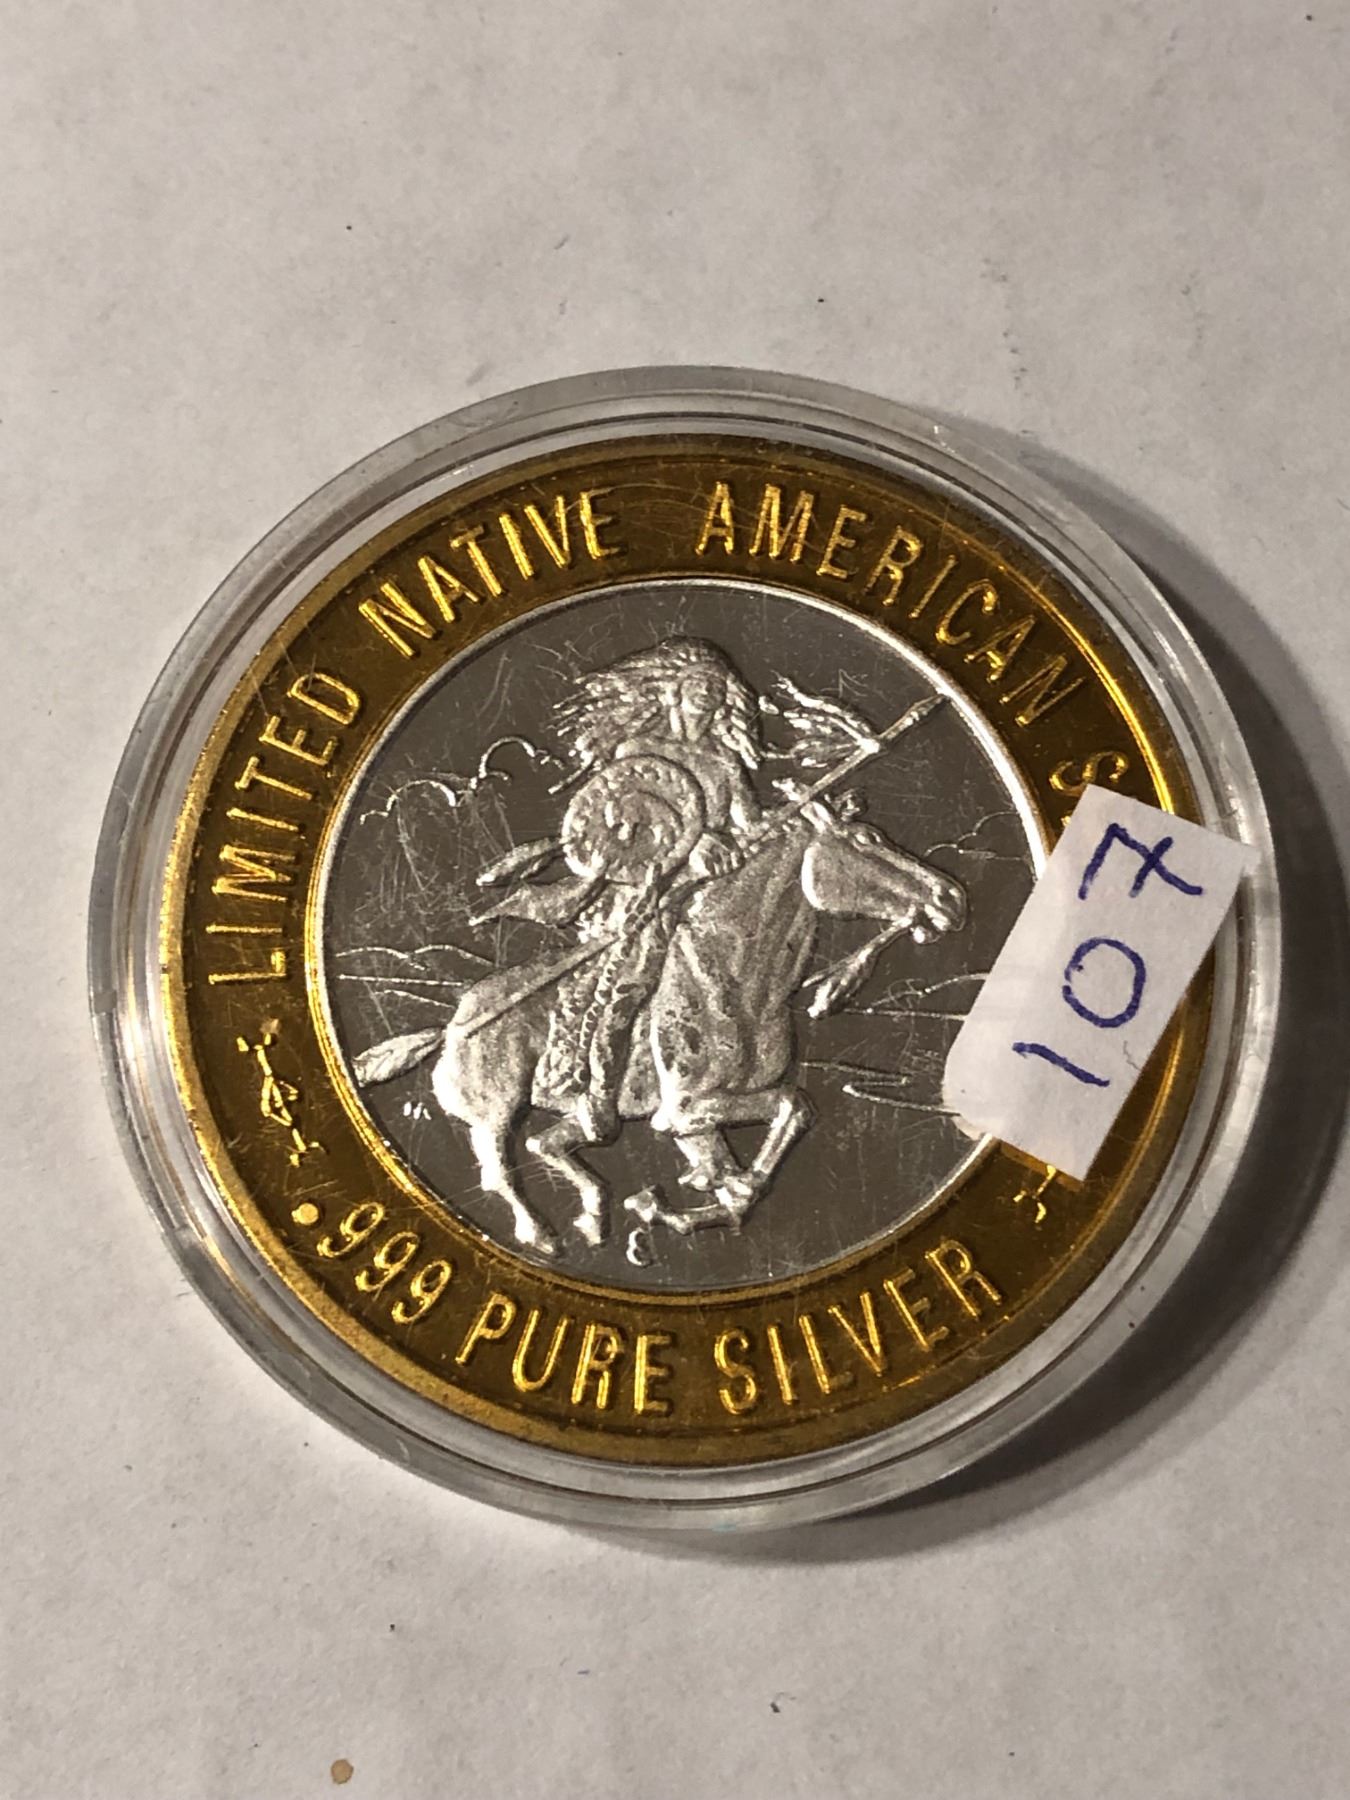 LIMITED NATIVE AMERICAN
.999 PURE SILVER
107